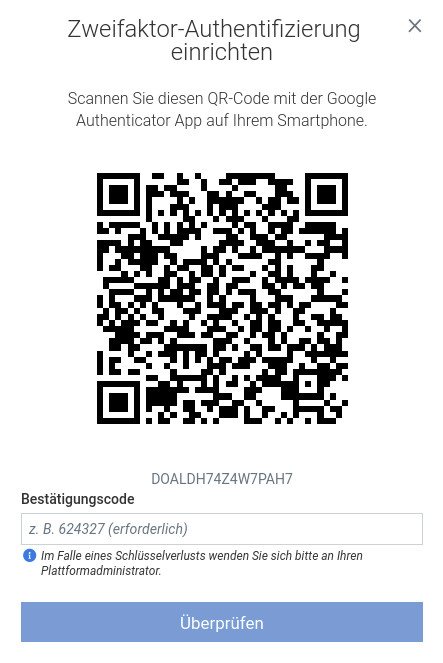 Zweifaktor-Authentifizierung
einrichten
Scannen Sie diesen QR-Code mit der Google
Authenticator App auf Ihrem Smartphone.
DOALDH74Z4W7PAH7
Bestätigungscode
z. B. 624327 (erforderlich)
Im Falle eines Schlüsselverlusts wenden Sie sich bitte an Ihren
Plattformadministrator.
Überprüfen